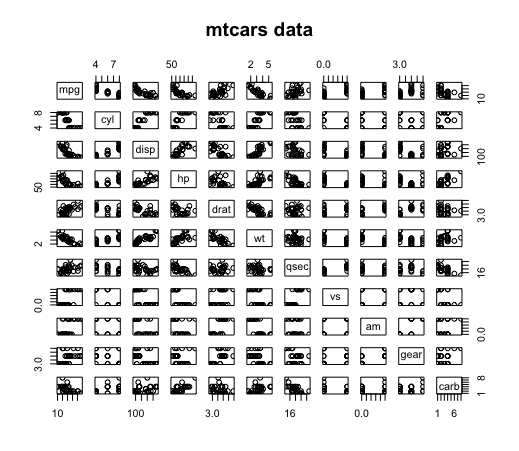 mtcars data
4 7 50 2 5 0.0 3.0
mpg 10
4 8 cyl
disp 100
50 hp
drat 3.0
2 wt
qsec 16
0.0 vs
am 0.0
3.0 gear
carb 1 8
10 100 3.0 16 0.0 1 6